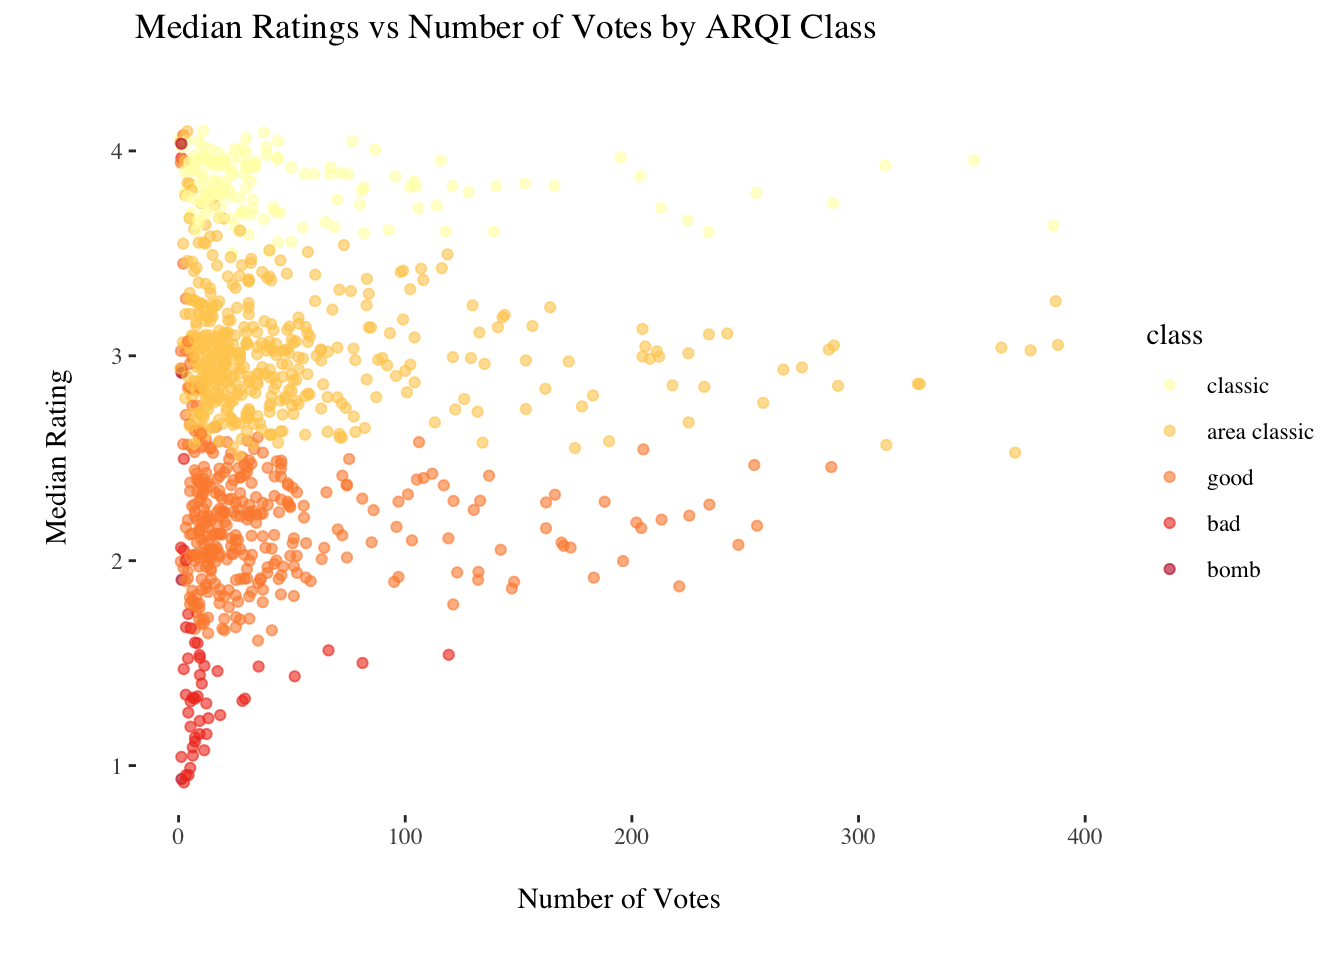 Median Ratings vs Number of Votes by ARQI Class
4
3
2
1
Median Rating
0 100 200 300 400
Number of Votes
class
classic
area classic
good
bad
bomb